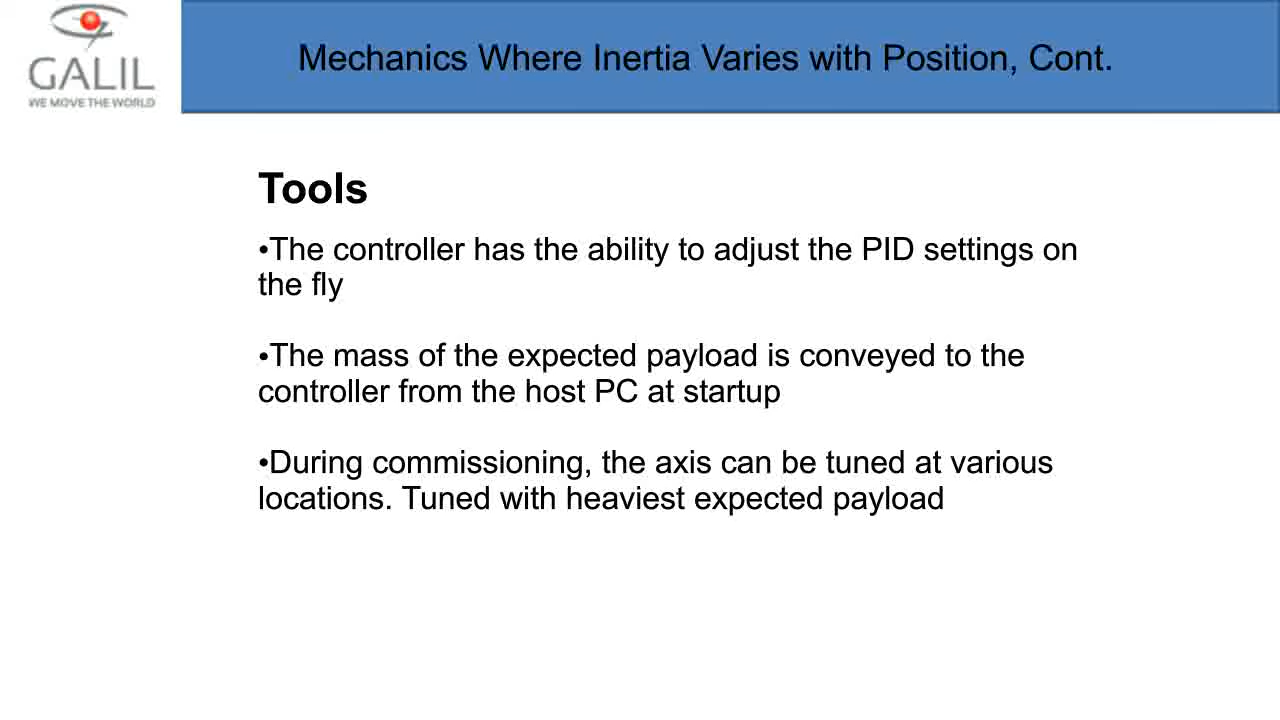 GALIL
WE MOVE THE WORLD
Mechanics Where Inertia Varies with Position, Cont.
Tools
•The controller has the ability to adjust the PID settings on
the fly
•The mass of the expected payload is conveyed to the
controller from the host PC at startup
•During commissioning, the axis can be tuned at various
locations. Tuned with heaviest expected payload